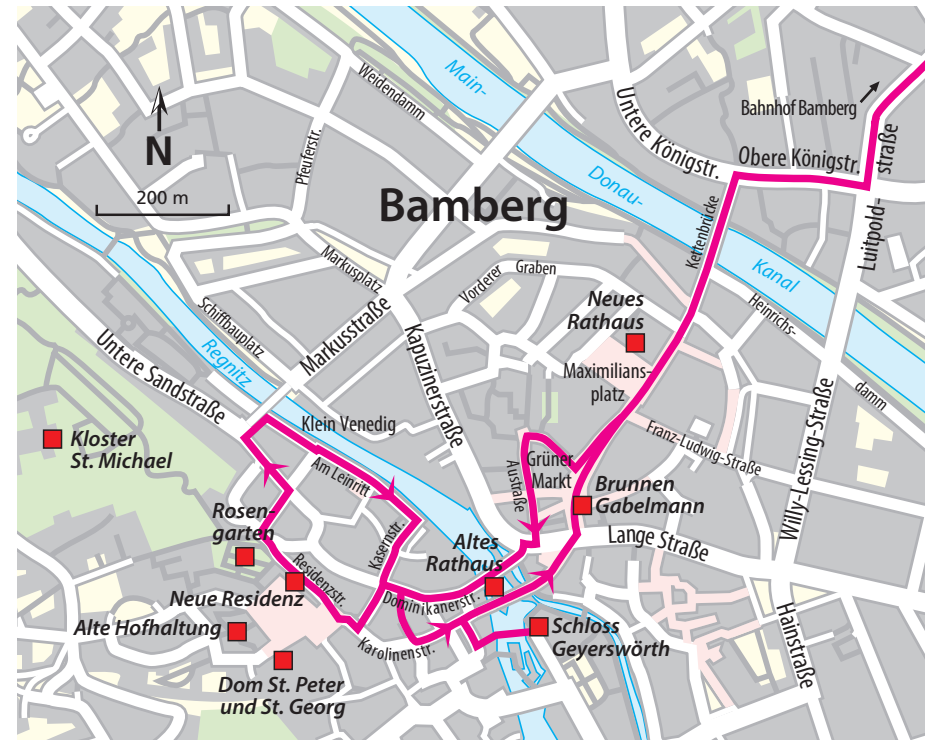 Main-
Donau-
Kanal
Weidendamm
Untere Königstr.
Bahnhof Bamberg
Obere Königstr.
Luitpold-
straße
N
200 m
Pfeuferstr.
Bamberg
Kettenbrücke
Markusplatz
Vorderer
Graben
Neues
Rathaus
Heinrichs-
damm
Schiffbauplatz
Markusstraße
Kapuzinerstraße
Maximilians-
platz
Regnitz
Untere Sandstraße
Klein Venedig
Franz-Ludwig-Straße
Willy-Lessing-Straße
Kloster
St. Michael
Am Leinritt
Austraße
Grüner
Markt
Brunnen
Gabelmann
Rosen-
garten
Kasernstr.
Altes
Rathaus
Lange Straße
Residenzstr.
Neue Residenz
Dominikanerstr.
Alte Hofhaltung
Karolinenstr.
Schloss
Geyerswörth
Hainstraße
Dom St. Peter
und St. Georg